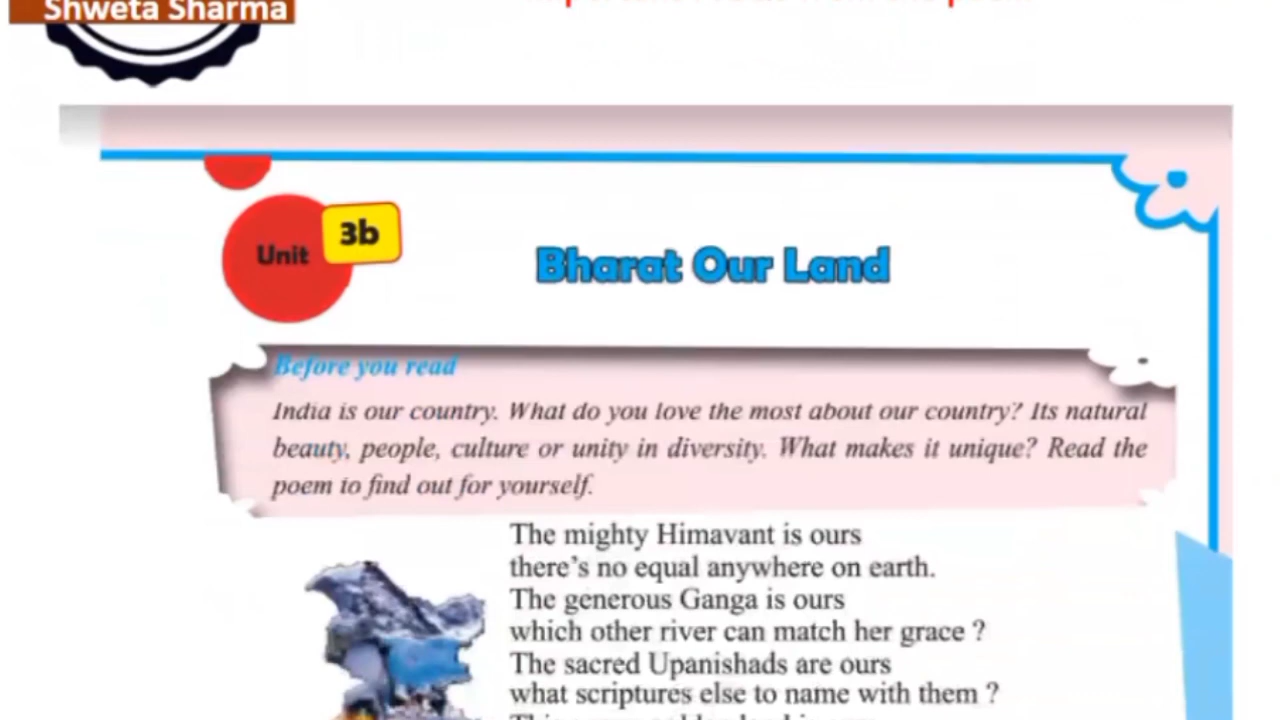 Shweta Sharma
Unit
3b
Bharat Our Land
Before you read
India is our country. What do you love the most about our country? Its natural
beauty, people, culture or unity in diversity. What makes it unique? Read the
poem to find out for yourself.
The mighty Himavant is ours
there's no equal anywhere on earth.
The generous Ganga is ours
which other river can match her grace ?
The sacred Upanishads are ours
what scriptures else to name with them ?